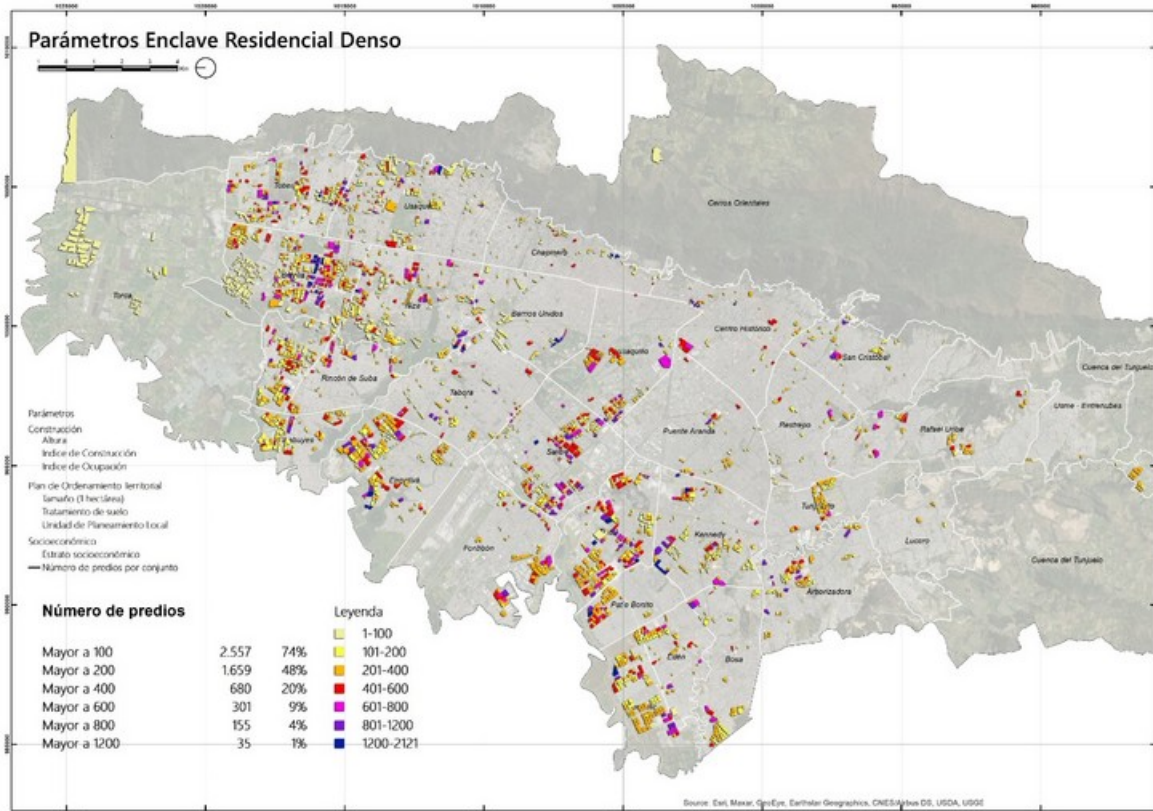 Parámetros Enclave Residencial Denso
Cerros Orientales
Usaquén
Chapinero
Torca
Niza
Barrios Unidos
Centro Histórico
San Cristóbal
Cuenca del Tunjuelo
Rincón de Suba
Tabora
Usme - Entrenubes
Puente Aranda
Restrepo
Rafael Uribe
Parámetros
Construcción
Altura
Indice de Construcción
Indice de Ocupación
Plan de Ordenamiento Territorial
Tamaño (1 hectárea)
Tratamiento de suelo
Unidad de Planeamiento Local
Socioeconómico
Estrato socioeconómico
Número de predios por conjunto
Fontibón
Kennedy
Lucero
Cuenca del Tunjuelo
Arborizadora
Patio Bonito
Edén
Bosa
Número de predios
Leyenda
1-100
Mayor a 100 2.557 74% 101-200
Mayor a 200 1.659 48% 201-400
Mayor a 400 680 20% 401-600
Mayor a 600 301 9% 601-800
Mayor a 800 155 4% 801-1200
Mayor a 1200 35 1% 1200-2121
Source: Esri, Maxar, GeoEye, Earthstar Geographics, CNES/Airbus DS, USDA, USGS